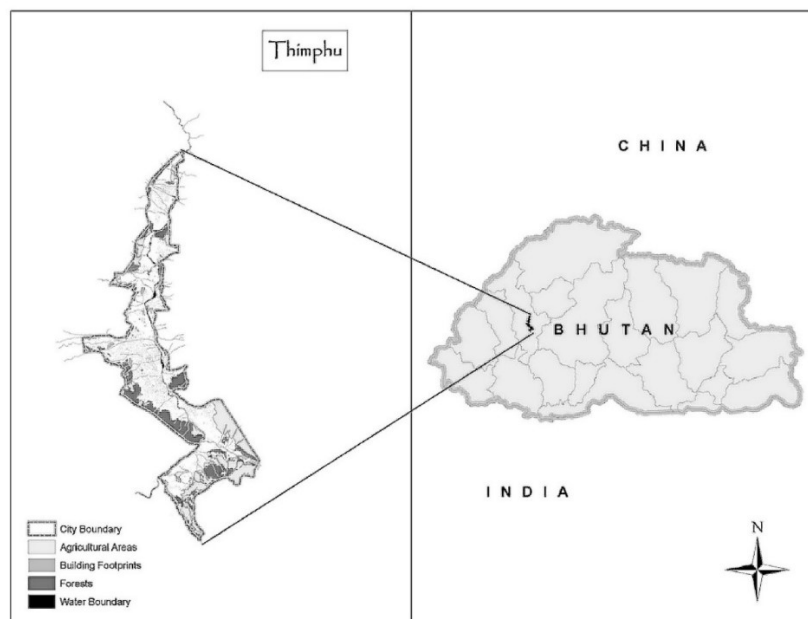 Thimphu
City Boundary
Agricultural Areas
Building Footprints
Forests
Water Boundary
CHINA
BHUTAN
INDIA
N